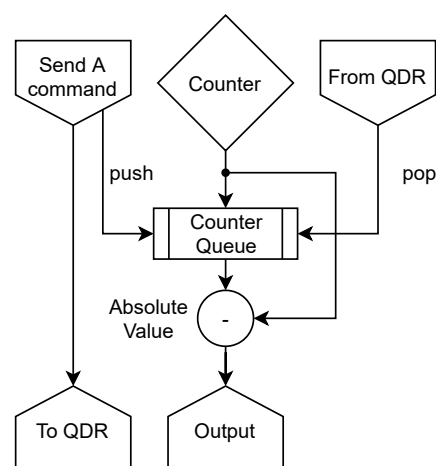 Send A
command
Counter
From QDR
push
pop
Counter
Queue
Absolute
Value
-
To QDR
Output